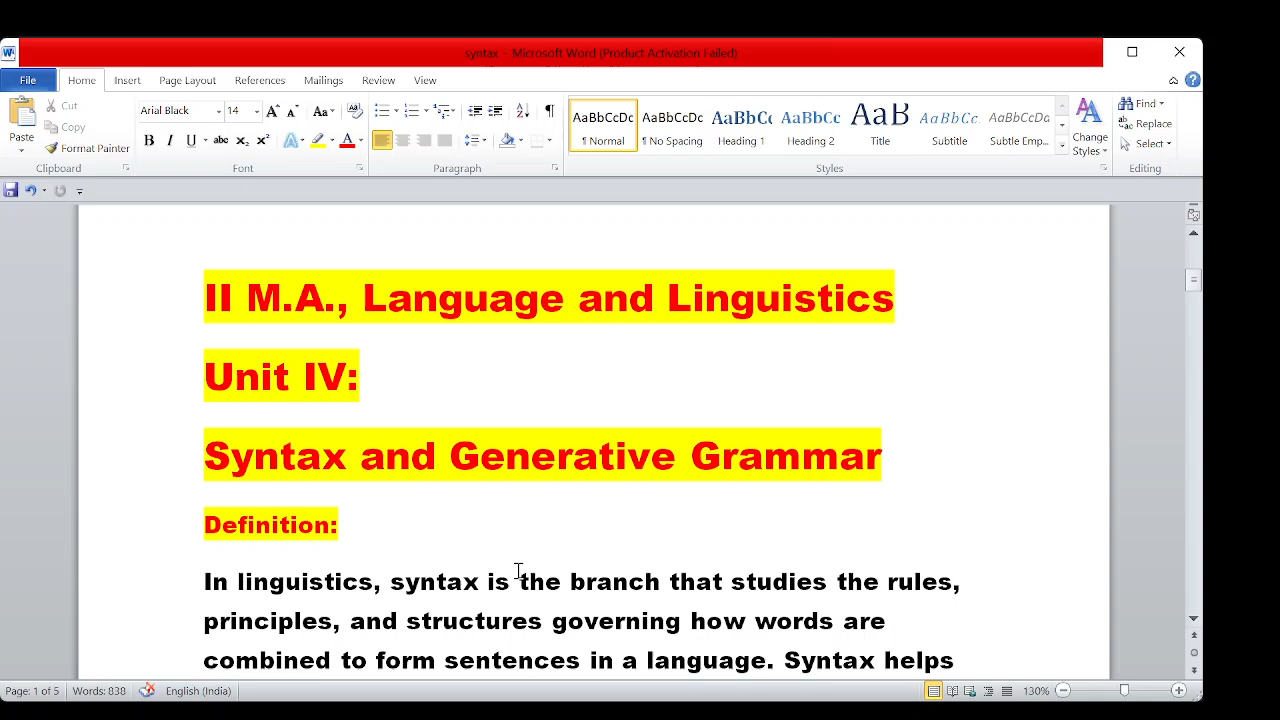 syntax - Microsoft Word (Product Activation Failed)
File Home Insert Page Layout References Mailings Review View
Paste
Cut
Copy
Format Painter
Clipboard
Arial Black 14
Font
Paragraph
AaBbCcDc AaBbCcDc AaBbC AaBbCc AaB AaBbCc. AaBbCcDa
¶ Normal ¶ No Spacing Heading 1 Heading 2 Title Subtitle Subtle Emp...
Change Styles
Styles
Find
Replace
Select
Editing
II M.A., Language and Linguistics
Unit IV:
Syntax and Generative Grammar
Definition:
In linguistics, syntax is the branch that studies the rules,
principles, and structures governing how words are
combined to form sentences in a language. Syntax helps
Page: 1 of 5 Words: 838 English (India) 130%